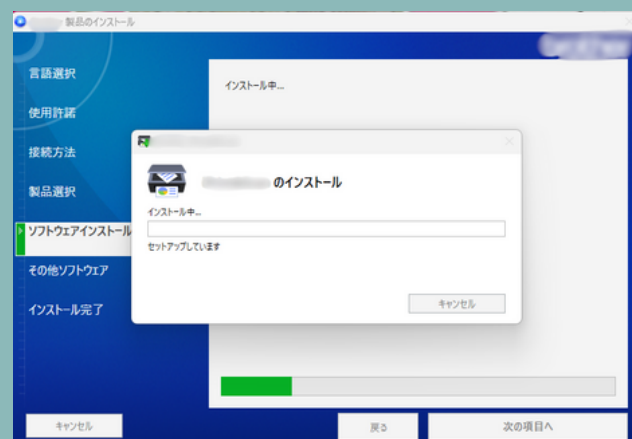 製品のインストール
言語選択
使用許諾
接続方法
製品選択
ソフトウェアインストール
その他ソフトウェア
インストール完了
インストール中...
のインストール
インストール中...
セットアップしています
キャンセル
キャンセル
戻る
次の項目へ